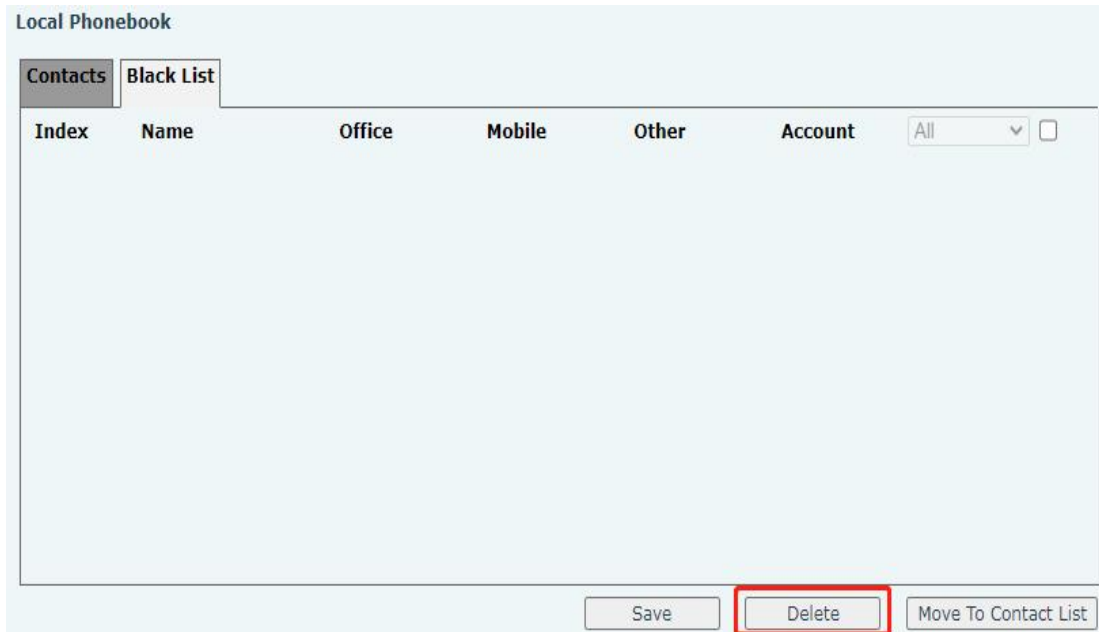 Local Phonebook
Contacts Black List
Index Name Office Mobile Other Account All
Save Delete Move To Contact List